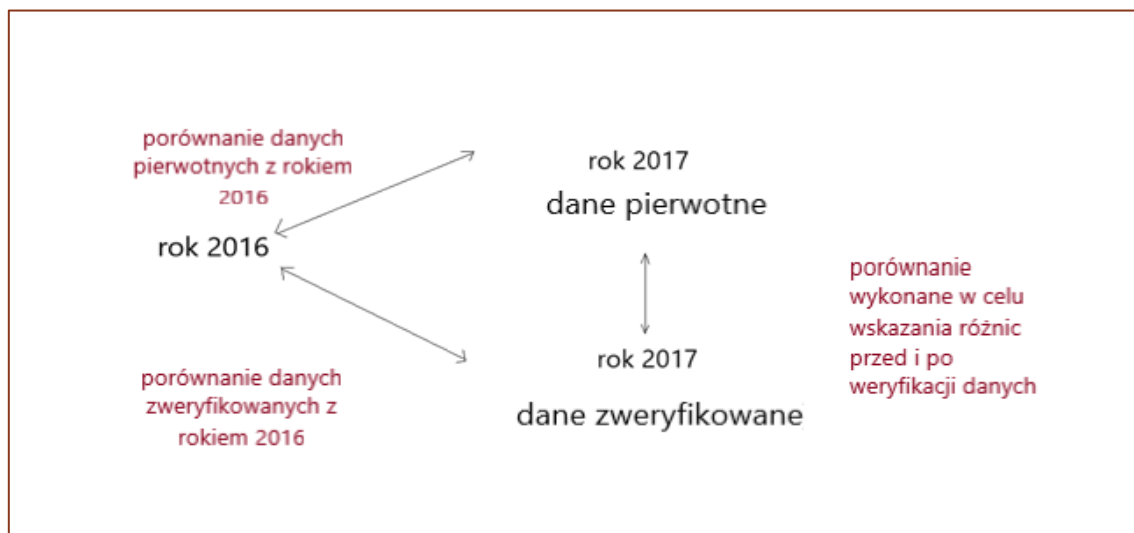 porównanie danych
pierwotnych z rokiem
2016
rok 2016
rok 2017
dane pierwotne
porównanie
wykonane w celu
wskazania różnic
przed i po
weryfikacji danych
rok 2017
dane zweryfikowane
porównanie danych
zweryfikowanych z
rokiem 2016